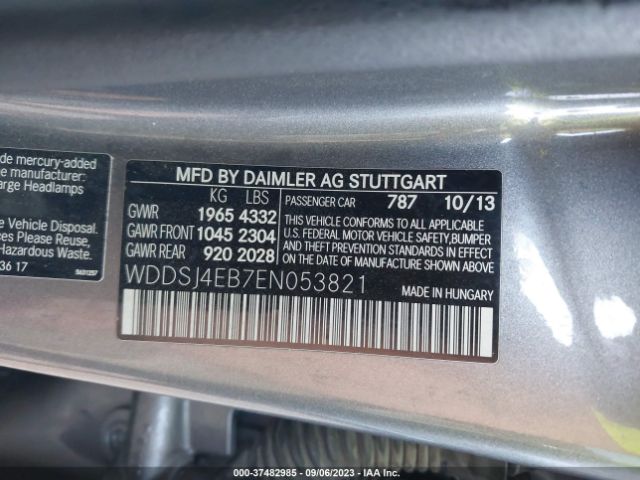 de mercury-added
e manufacturer:
arge Headlamps
e Vehicle Disposal.
es Please Reuse,
Hazardous Waste.
36 17
MFD BY DAIMLER AG STUTTGART
KG LBS
GWR 1965 4332
GAWR FRONT 1045 2304
GAWR REAR 920 2028
PASSENGER CAR 787 10/13
THIS VEHICLE CONFORMS TO ALL APPLICABLE
U.S. FEDERAL MOTOR VEHICLE SAFETY, BUMPER
AND THEFT PREVENTION STANDARDS IN
EFFECT ON THE DATE OF MANUFACTURE
SHOWN ABOVE.
MADE IN HUNGARY
WDDSJ4EB7EN053821
000-37482985 - 09/06/2023 - IAA Inc.